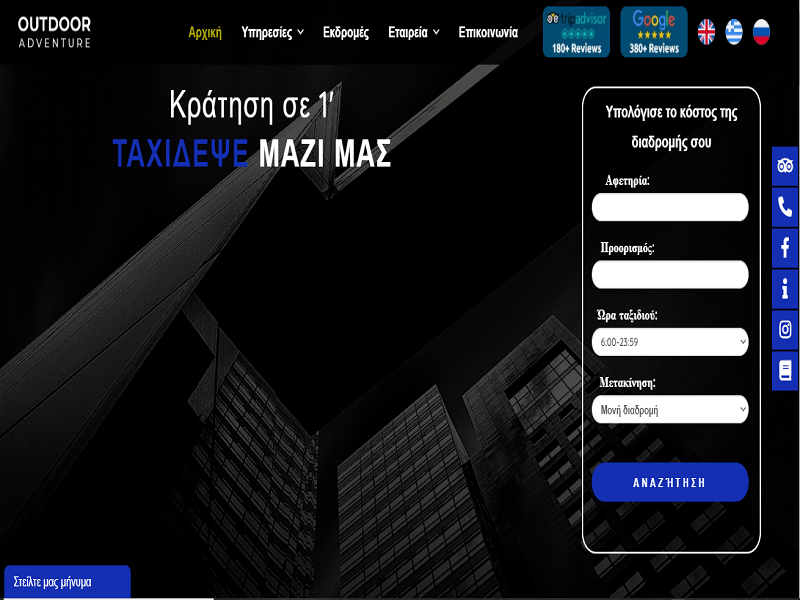 OUTDOOR
ADVENTURE
Αρχική
Υπηρεσίες
Εκδρομές
Εταιρεία
Επικοινωνία
tripadvisor
180+ Reviews
Google
380+ Reviews
Κράτηση σε 1'
ΤΑΞΙΔΕΨΕ ΜΑΖΙ ΜΑΣ
Υπολόγισε το κόστος της
διαδρομής σου
Αφετηρία:
Προορισμός:
Ώρα ταξιδιού:
6:00-23:59
Μετακίνηση:
Μονή διαδρομή
ΑΝΑΖΉΤΗΣΗ
Στείλτε μας μήνυμα